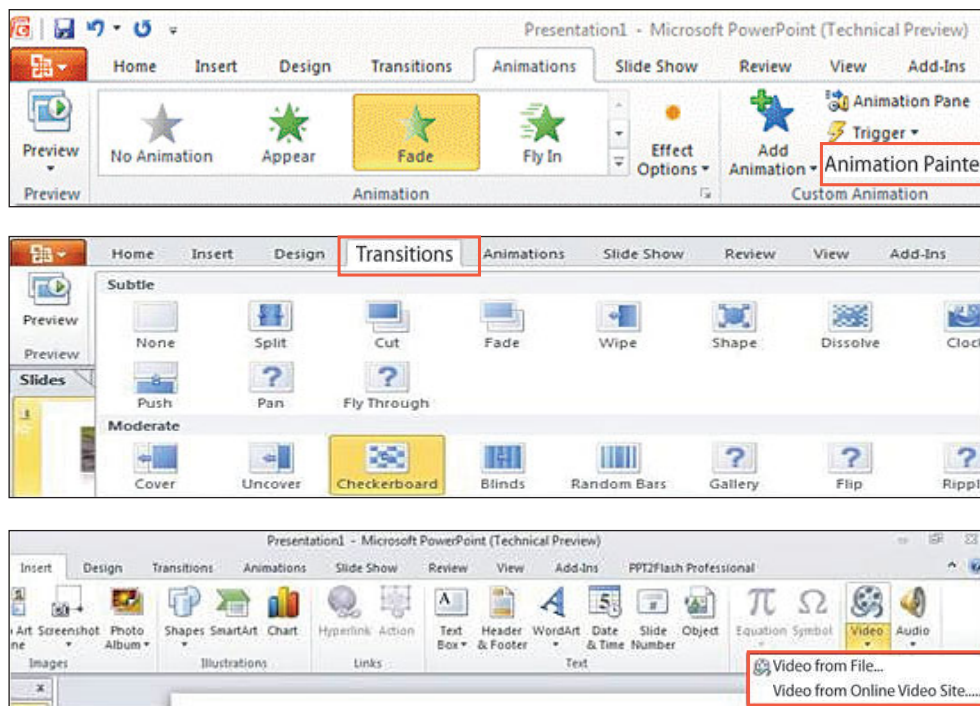 Presentation1 - Microsoft PowerPoint (Technical Preview)
Home Insert Design Transitions Animations Slide Show Review View Add-Ins
Animation Pane
Trigger
Preview No Animation Appear Fade Fly In Effect Options Add Animation Animation Painte
Preview Animation Custom Animation
Home Insert Design Transitions Animations Slide Show Review View Add-Ins
Subtle
Preview
None Split Cut Fade Wipe Shape Dissolve Cloc
Preview
Slides
Push Pan Fly Through
1
Moderate
Cover Uncover Checkerboard Blinds Random Bars Gallery Flip Rippl
Presentation1 - Microsoft PowerPoint (Technical Preview)
Insert Design Transitions Animations Slide Show Review View Add-Ins PPT2Flash Professional
Art Screenshot Photo Shapes SmartArt Chart Hyperlink Action Text Header WordArt Date Slide Object Equation Symbol Video Audio
ne Album Box & Footer & Time Number
Images Illustrations Links Text
Video from File...
Video from Online Video Site.....